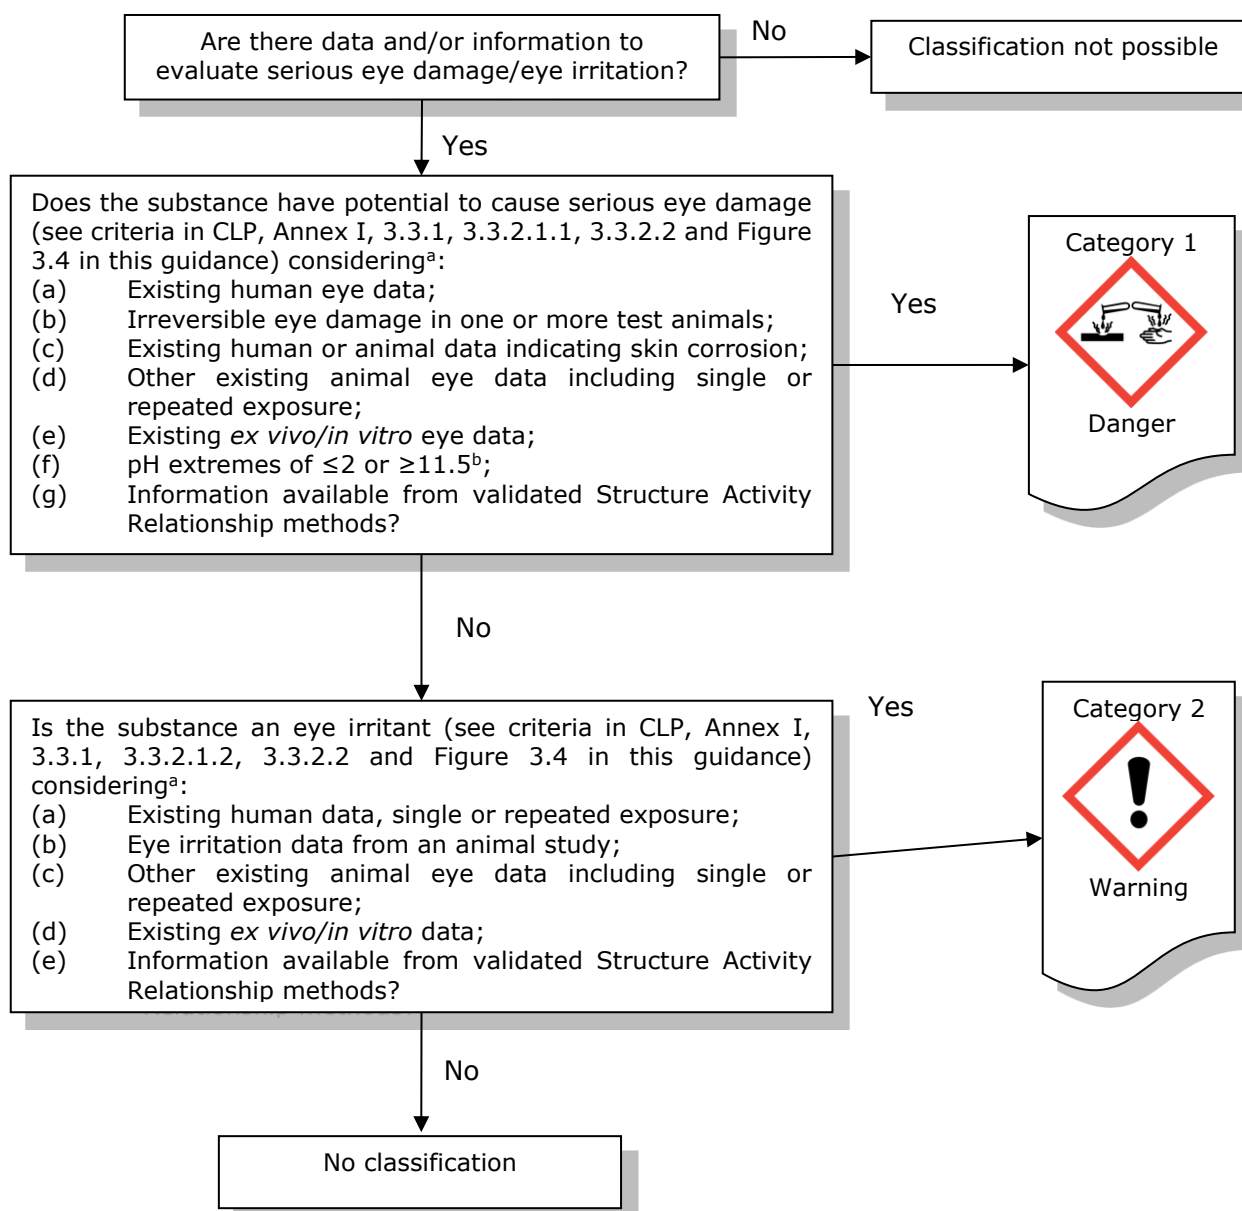 Are there data and/or information to
evaluate serious eye damage/eye irritation?
No
Classification not possible
Yes
Does the substance have potential to cause serious eye damage
(see criteria in CLP, Annex I, 3.3.1, 3.3.2.1.1, 3.3.2.2 and Figure
3.4 in this guidance) consideringᵃ:
(a) Existing human eye data;
(b) Irreversible eye damage in one or more test animals;
(c) Existing human or animal data indicating skin corrosion;
(d) Other existing animal eye data including single or
repeated exposure;
(e) Existing ex vivo/in vitro eye data;
(f) pH extremes of ≤2 or ≥11.5ᵇ;
(g) Information available from validated Structure Activity
Relationship methods?
Yes
Category 1
Danger
No
Is the substance an eye irritant (see criteria in CLP, Annex I,
3.3.1, 3.3.2.1.2, 3.3.2.2 and Figure 3.4 in this guidance)
consideringᵃ:
(a) Existing human data, single or repeated exposure;
(b) Eye irritation data from an animal study;
(c) Other existing animal eye data including single or
repeated exposure;
(d) Existing ex vivo/in vitro data;
(e) Information available from validated Structure Activity
Relationship methods?
Yes
Category 2
Warning
No
No classification